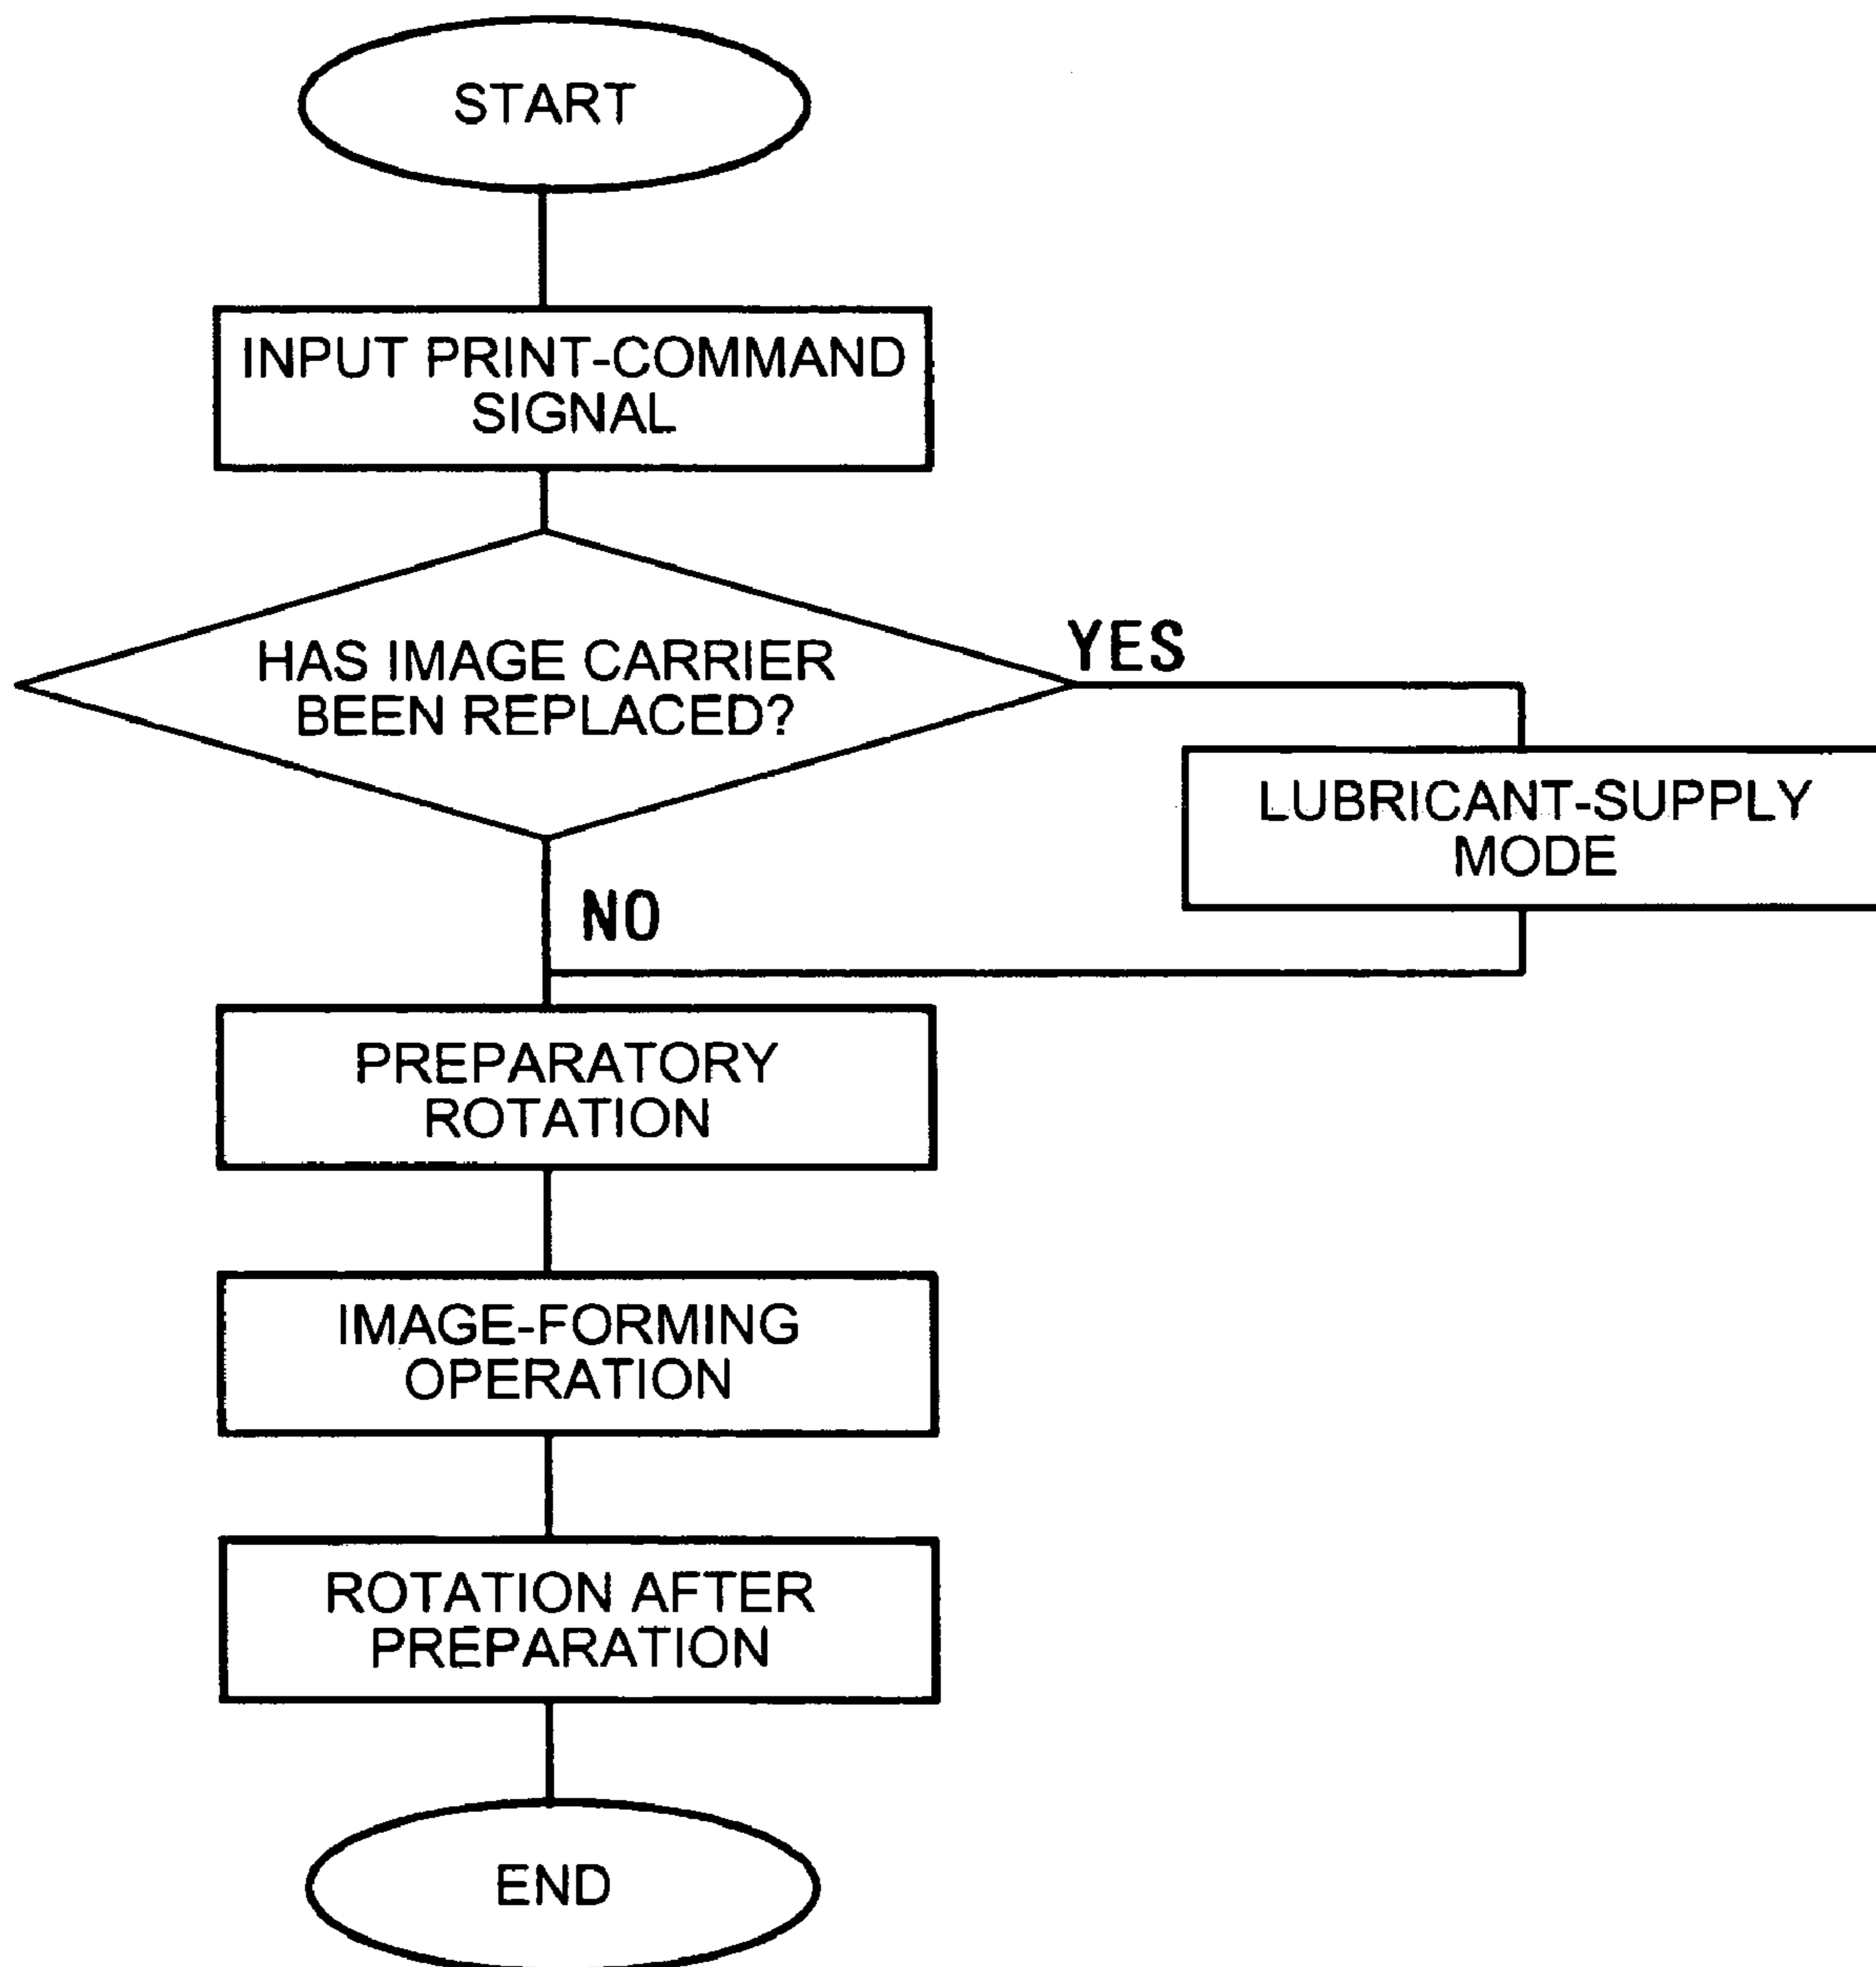 START
INPUT PRINT-COMMAND
SIGNAL
HAS IMAGE CARRIER
BEEN REPLACED?
YES
LUBRICANT-SUPPLY
MODE
NO
PREPARATORY
ROTATION
IMAGE-FORMING
OPERATION
ROTATION AFTER
PREPARATION
END